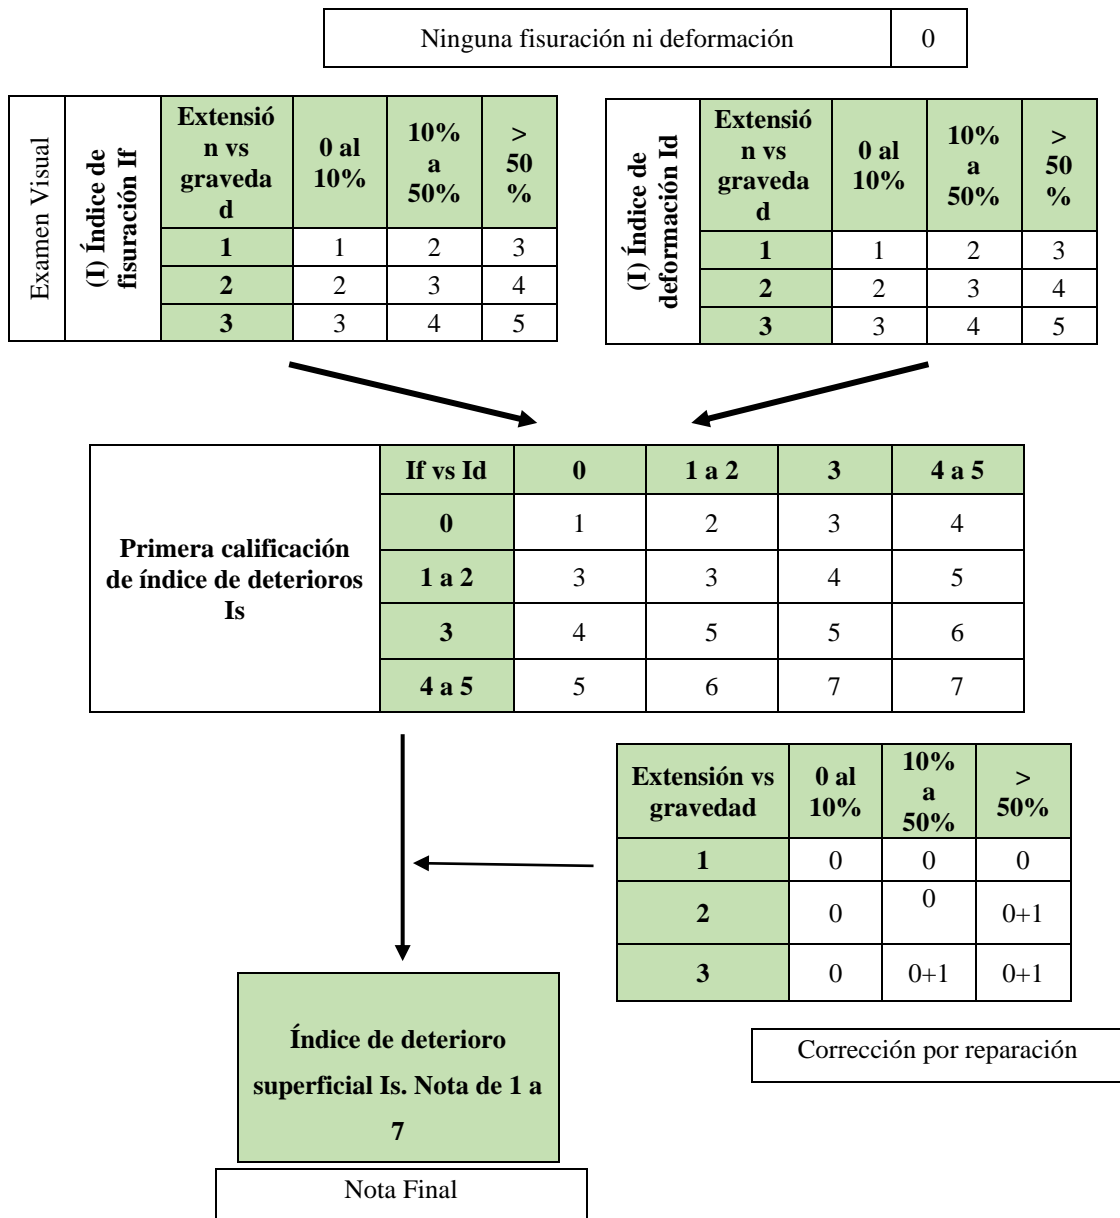 Ninguna fisuración ni deformación 0
Examen Visual
(I) Índice de
fisuración If
Extensió
n vs
graveda
d
0 al
10%
10%
a
50%
>
50
%
1 1 2 3
2 2 3 4
3 3 4 5
(I) Índice de
deformación Id
Extensió
n vs
graveda
d
0 al
10%
10%
a
50%
>
50
%
1 1 2 3
2 2 3 4
3 3 4 5
Primera calificación
de índice de deterioros
Is
If vs Id 0 1 a 2 3 4 a 5
0 1 2 3 4
1 a 2 3 3 4 5
3 4 5 5 6
4 a 5 5 6 7 7
Extensión vs
gravedad
0 al
10%
10%
a
50%
>
50%
1 0 0 0
2 0 0 0+1
3 0 0+1 0+1
Corrección por reparación
Índice de deterioro
superficial Is. Nota de 1 a
7
Nota Final